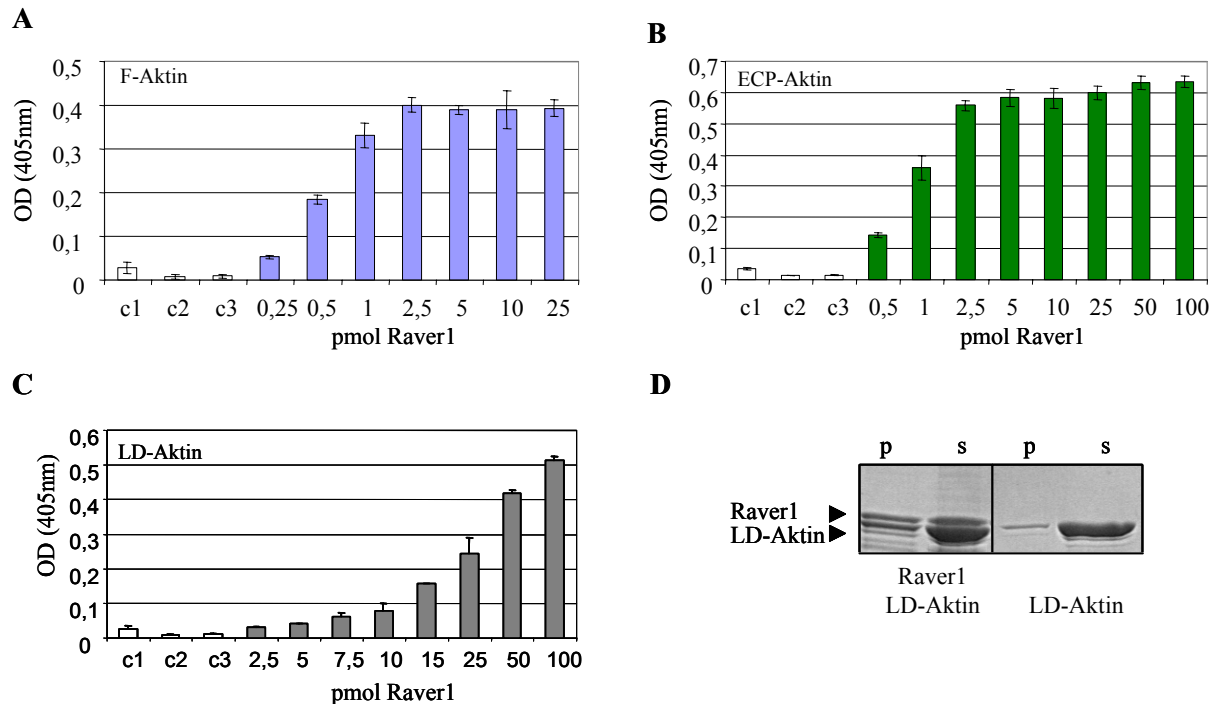 A
F-Aktin
OD (405nm)
0,5
0,4
0,3
0,2
0,1
0
c1 c2 c3 0,25 0,5 1 2,5 5 10 25
pmol Raver1
B
ECP-Aktin
OD (405nm)
0,7
0,6
0,5
0,4
0,3
0,2
0,1
0
c1 c2 c3 0,5 1 2,5 5 10 25 50 100
pmol Raver1
C
LD-Aktin
OD (405nm)
0,6
0,5
0,4
0,3
0,2
0,1
0
c1 c2 c3 2,5 5 7,5 10 15 25 50 100
pmol Raver1
D
p s p s
Raver1
LD-Aktin
Raver1
LD-Aktin LD-Aktin